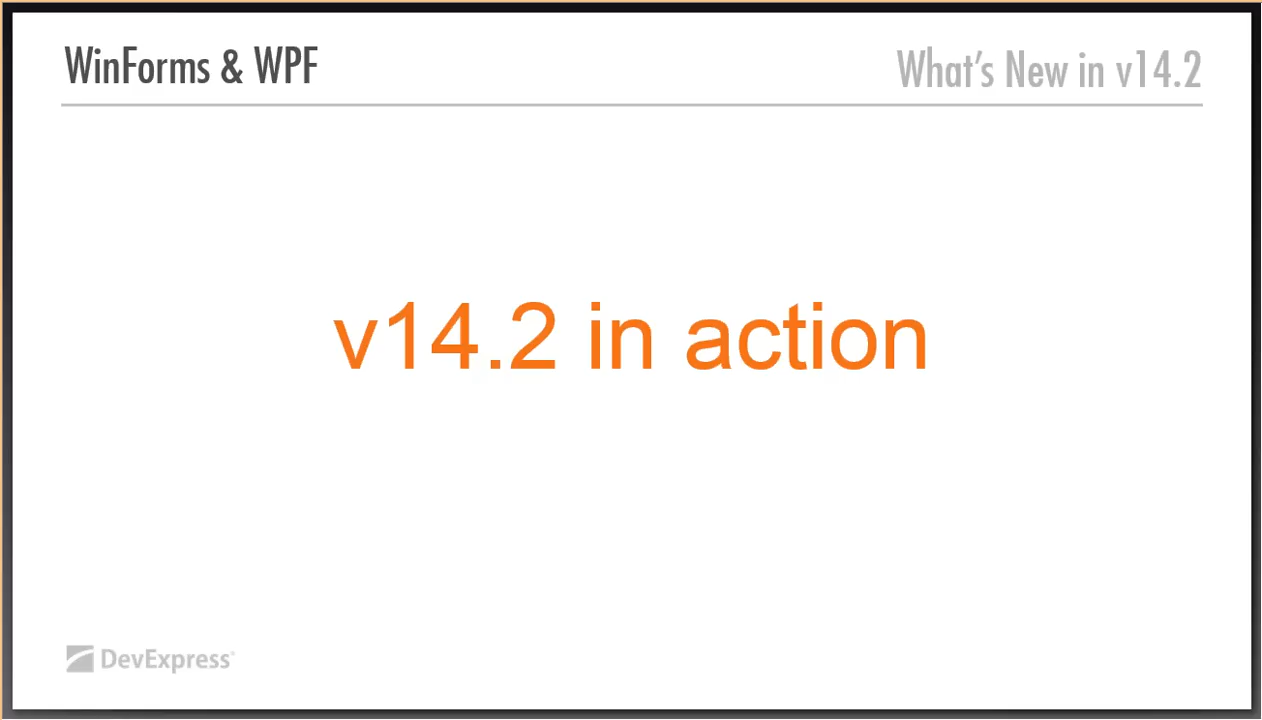 WinForms & WPF
What's New in v14.2
v14.2 in action
DevExpress